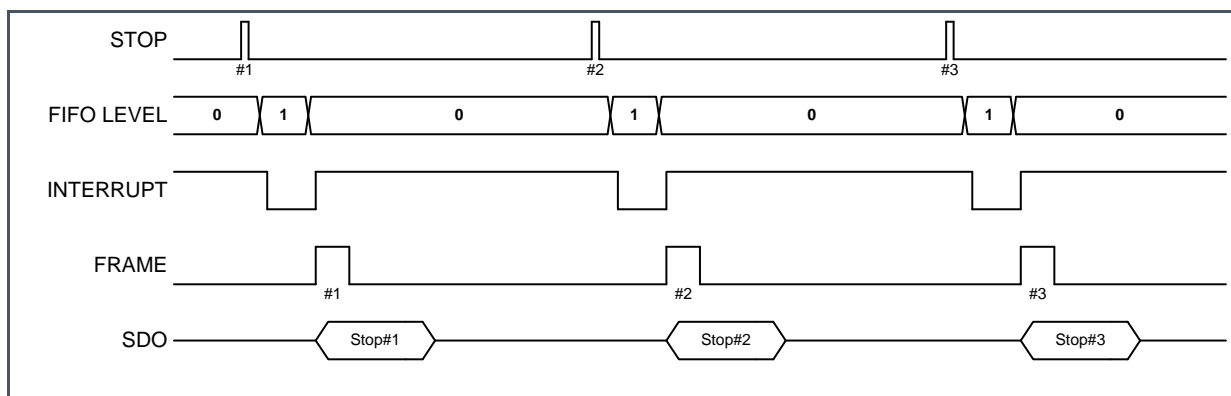 STOP
#1 #2 #3
FIFO LEVEL 0 1 0 1 0 1 0
INTERRUPT
FRAME
#1 #2 #3
SDO Stop#1 Stop#2 Stop#3